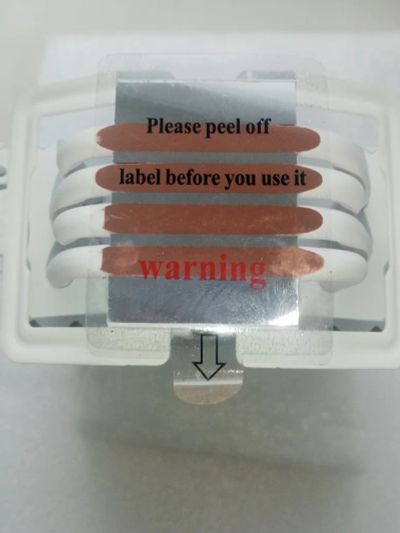 Please peel off
label before you use it
warning